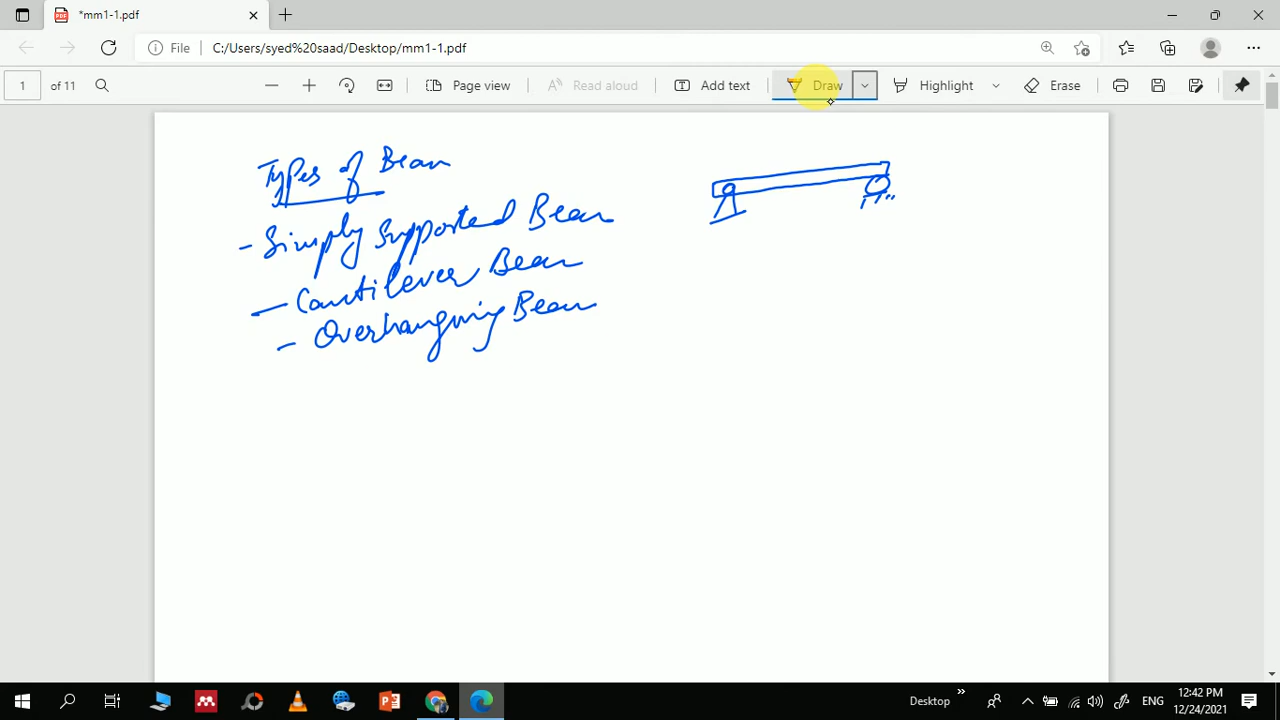 *mm1-1.pdf
File
C:/Users/syed%20saad/Desktop/mm1-1.pdf
1 of 11
Page view
Read aloud
Add text
Draw
Highlight
Erase
Types of Beam
- Simply Supported Beam
- Cantilever Beam
- Overhanging Beam
Desktop
ENG
12:42 PM
12/24/2021